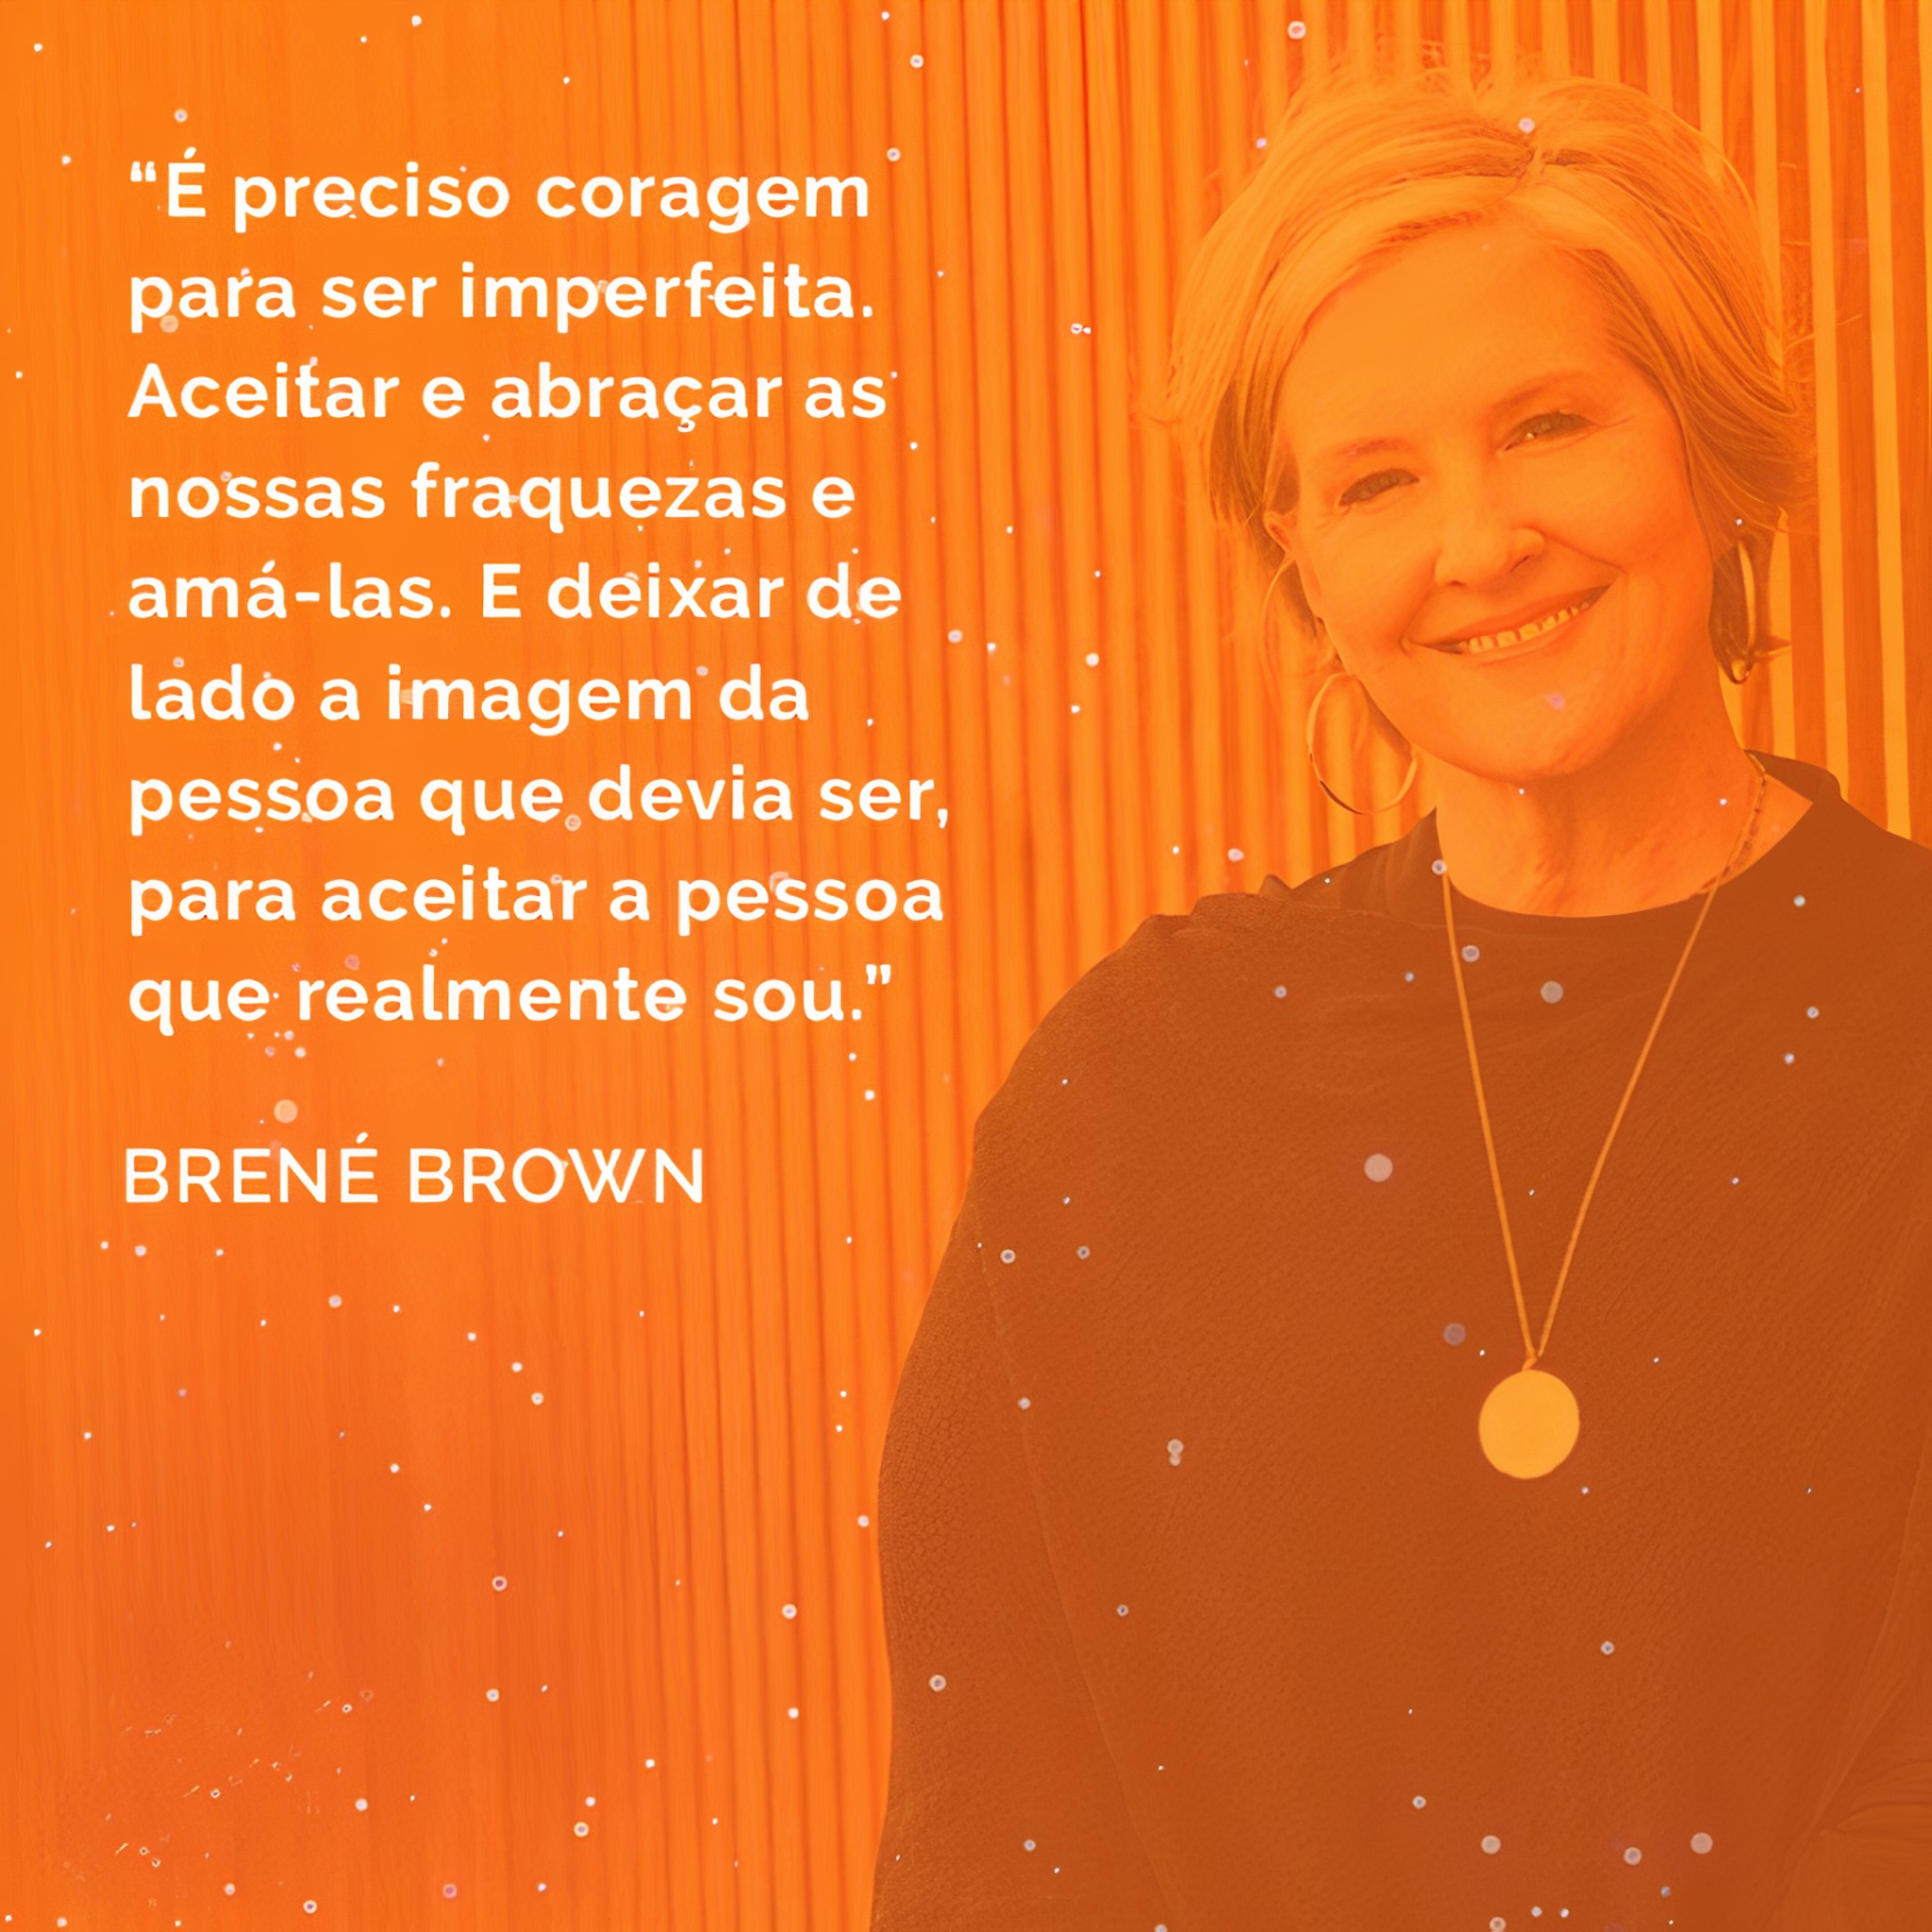 “É preciso coragem
para ser imperfeita.
Aceitar e abraçar as
nossas fraquezas e
amá-las. E deixar de
lado a imagem da
pessoa que devia ser,
para aceitar a pessoa
que realmente sou.”
BRENÉ BROWN